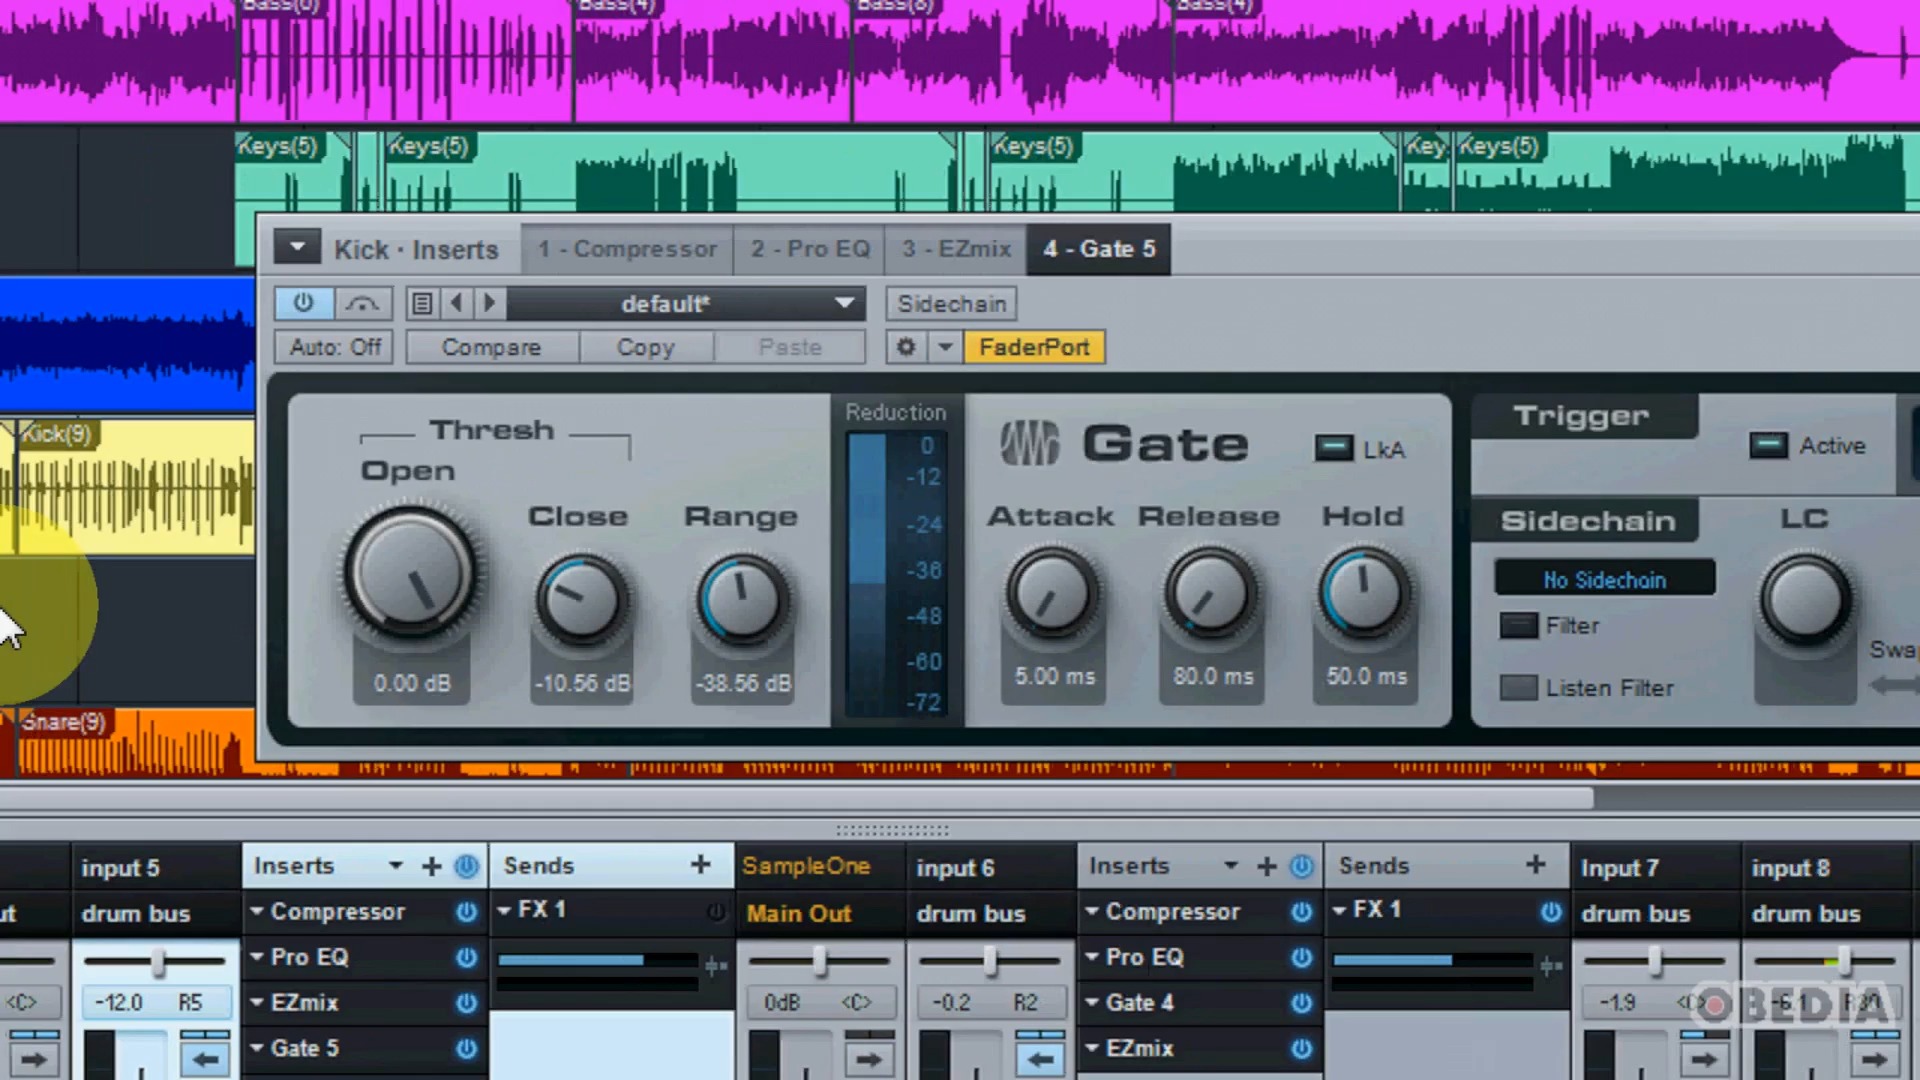 Bass(6) Bass(4) Bass(8) Bass(4)
Keys(5) Keys(5) Keys(5) Key. Keys(5)
Kick · Inserts 1 - Compressor 2 - Pro EQ 3 - EZmix 4 - Gate 5
default* Sidechain
Auto: Off Compare Copy Paste FaderPort
Kick(9)
Thresh
Open
Close
Range
Reduction
0
-12
-24
-36
-48
-60
-72
Gate LkA
Attack Release Hold
0.00 dB -10.56 dB -38.56 dB
5.00 ms 80.0 ms 50.0 ms
Trigger
Active
Sidechain LC
No Sidechain
Filter
Swap
Listen Filter
Snare(9)
input 5 Inserts Sends SampleOne input 6 Inserts Sends Input 7 input 8
ut drum bus Compressor FX 1 Main Out drum bus Compressor FX 1 drum bus drum bus
Pro EQ Pro EQ
<C> -12.0 R5 EZmix 0dB <C> -0.2 R2 Gate 4 -1.9
Gate 5 EZmix
OBEDIA